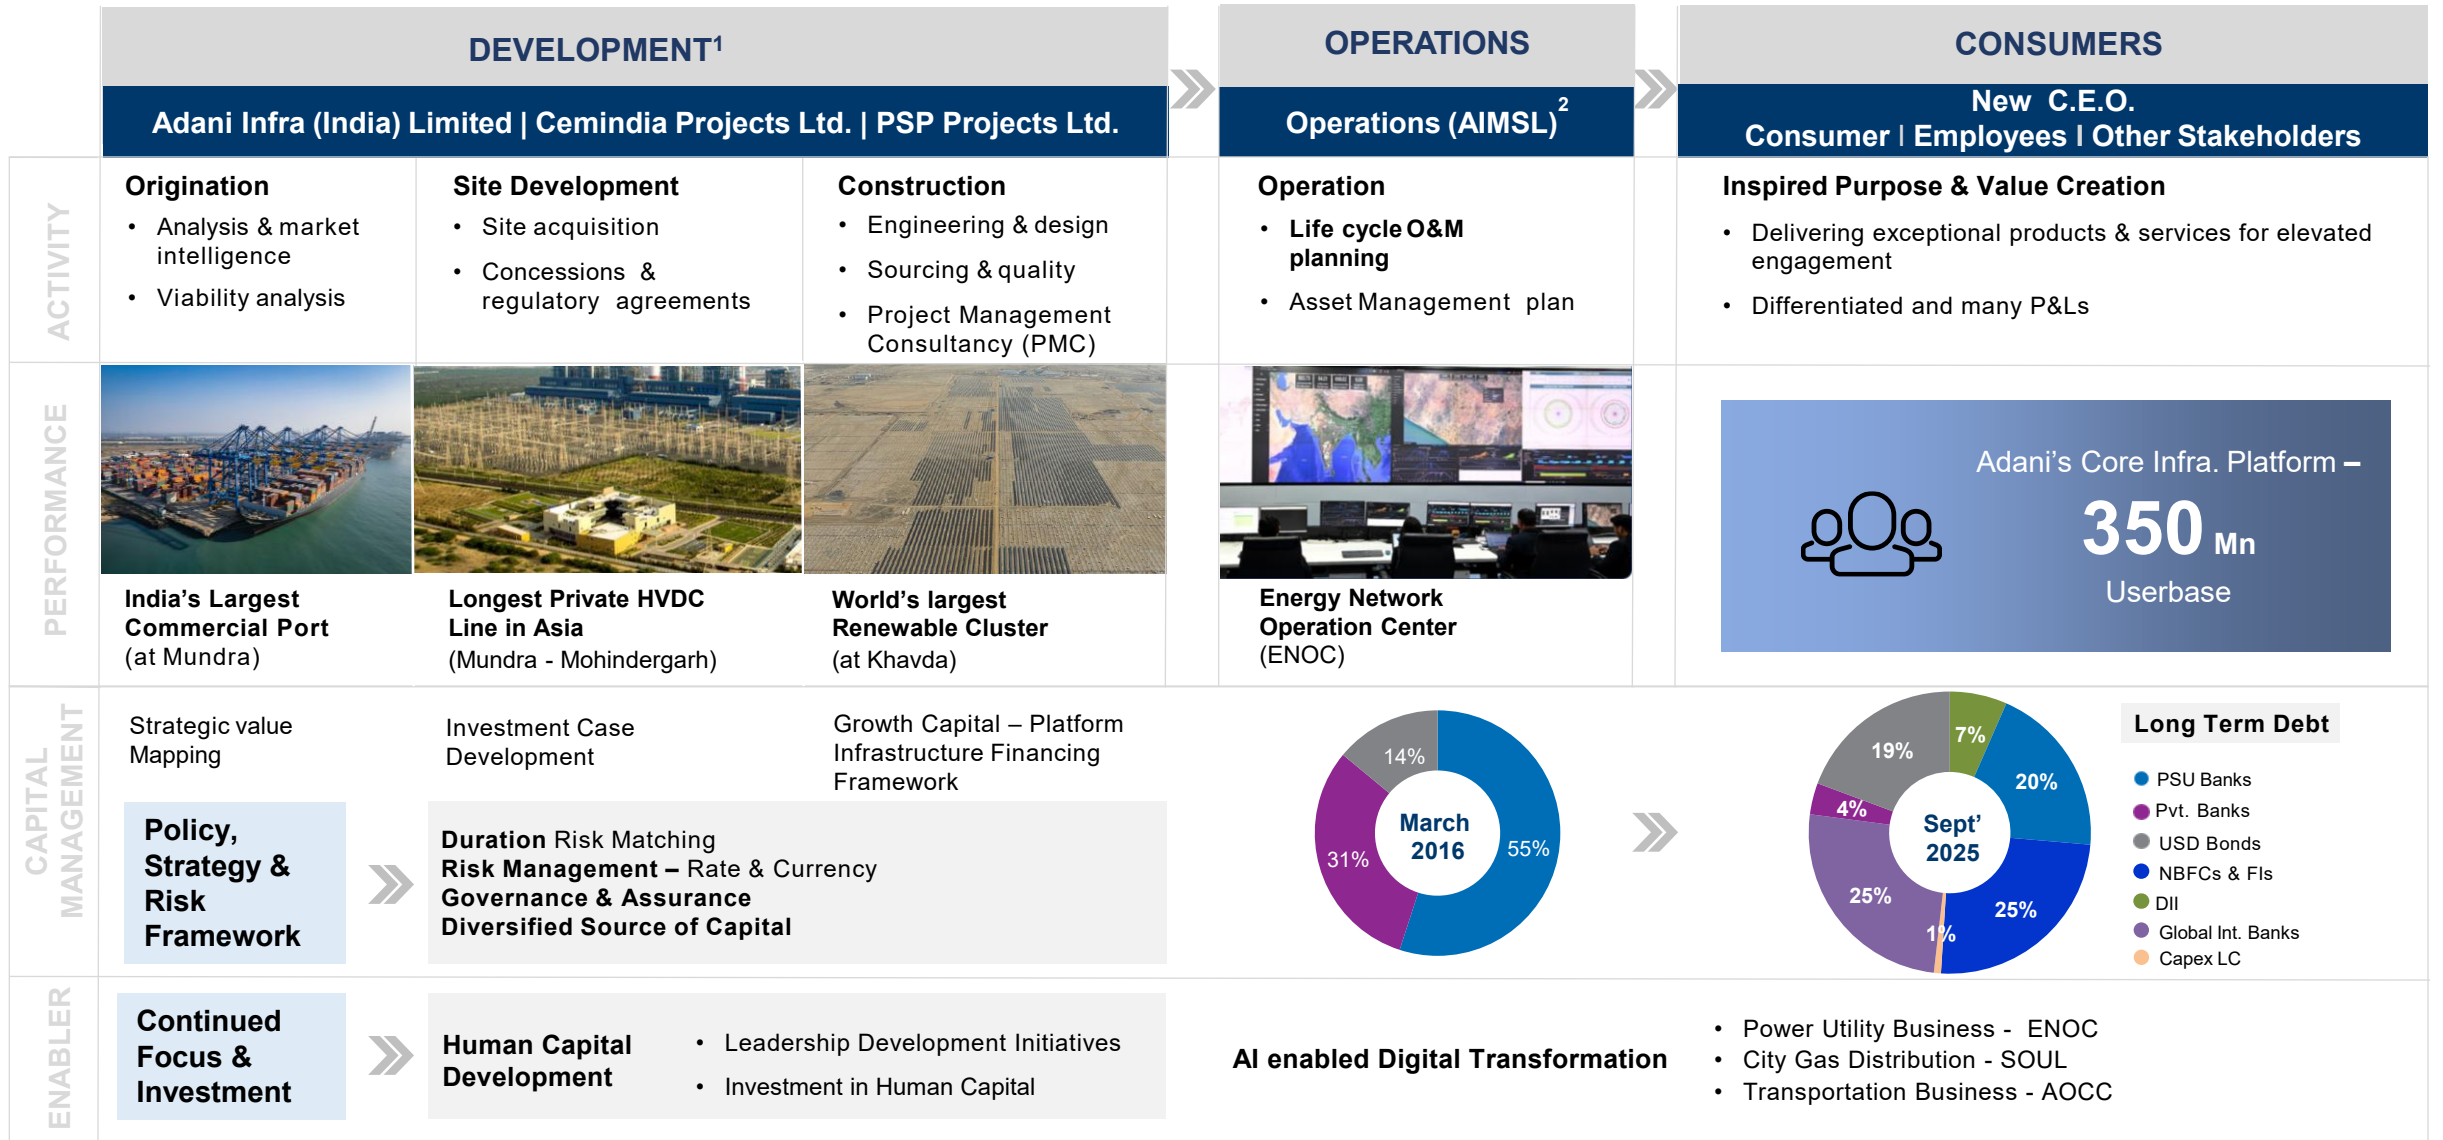 DEVELOPMENT1
OPERATIONS
CONSUMERS
Adani Infra (India) Limited | Cemindia Projects Ltd. | PSP Projects Ltd.
Operations (AIMSL)2
New C.E.O.
Consumer I Employees I Other Stakeholders
ACTIVITY
Origination
• Analysis & market
intelligence
• Viability analysis
Site Development
• Site acquisition
• Concessions &
regulatory agreements
Construction
• Engineering & design
• Sourcing & quality
• Project Management
Consultancy (PMC)
Operation
• Life cycle O&M
planning
• Asset Management plan
Inspired Purpose & Value Creation
• Delivering exceptional products & services for elevated
engagement
• Differentiated and many P&Ls
PERFORMANCE
India's Largest
Commercial Port
(at Mundra)
Longest Private HVDC
Line in Asia
(Mundra - Mohindergarh)
World's largest
Renewable Cluster
(at Khavda)
Energy Network
Operation Center
(ENOC)
Adani's Core Infra. Platform –
350 Mn
Userbase
CAPITAL
MANAGEMENT
Strategic value
Mapping
Investment Case
Development
Growth Capital – Platform
Infrastructure Financing
Framework
Policy,
Strategy &
Risk
Framework
Duration Risk Matching
Risk Management – Rate & Currency
Governance & Assurance
Diversified Source of Capital
14%
31%
55%
March
2016
7%
19%
20%
4%
25%
25%
1%
Sept'
2025
Long Term Debt
PSU Banks
Pvt. Banks
USD Bonds
NBFCs & FIs
DII
Global Int. Banks
Capex LC
ENABLER
Continued
Focus &
Investment
Human Capital
Development
• Leadership Development Initiatives
• Investment in Human Capital
AI enabled Digital Transformation
• Power Utility Business - ENOC
• City Gas Distribution - SOUL
• Transportation Business - AOCC